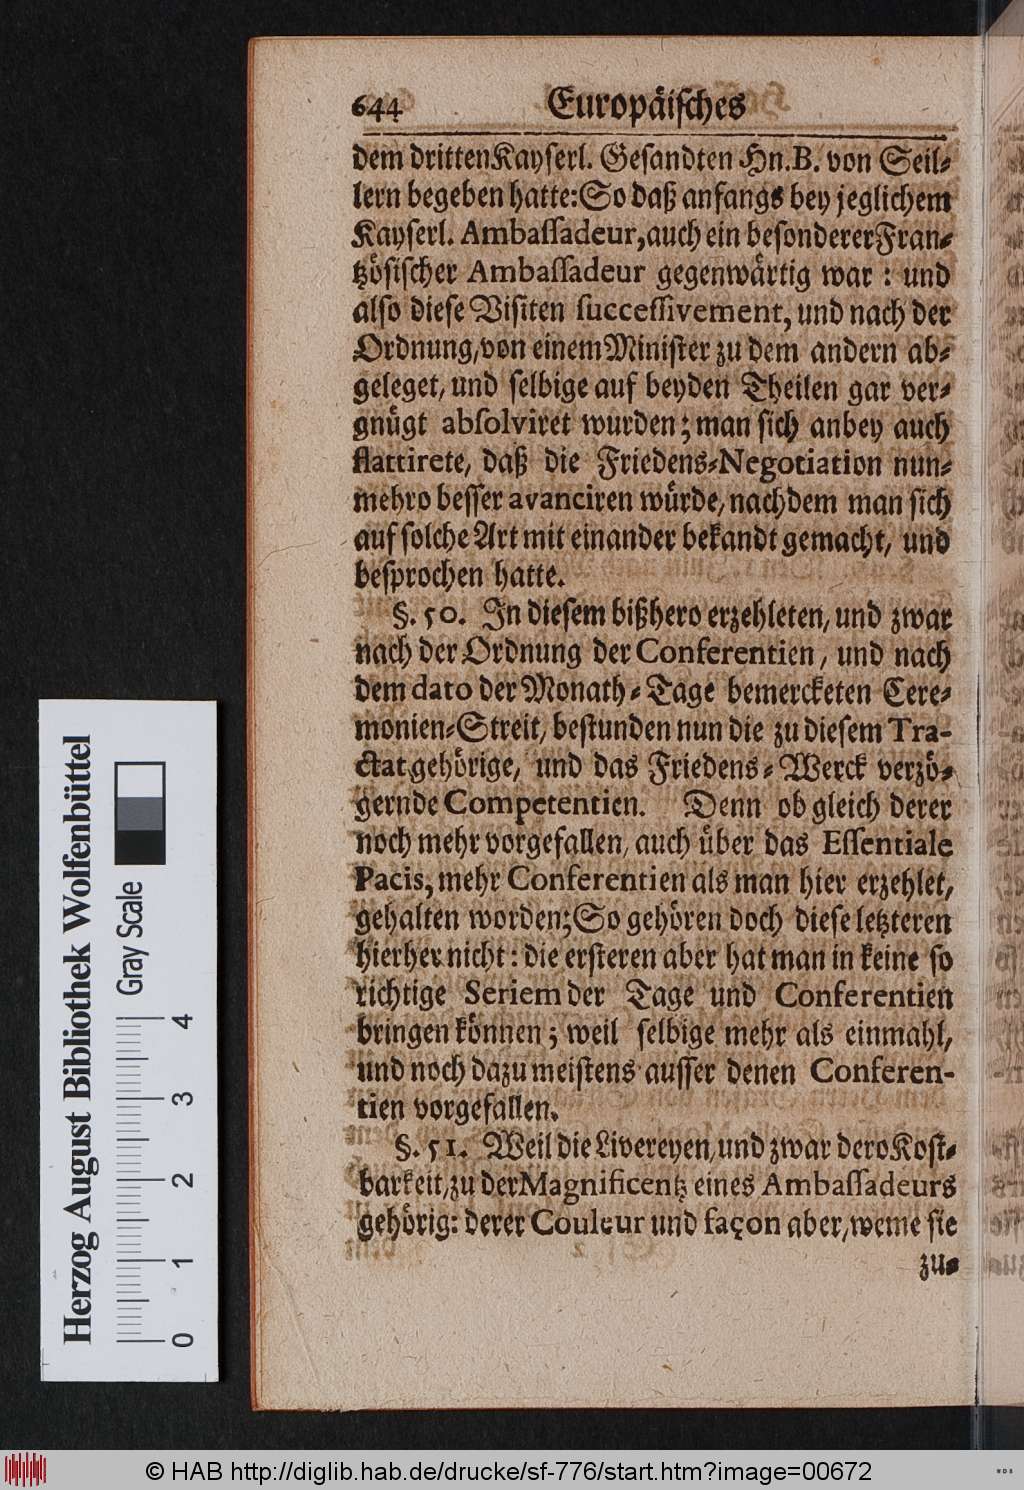 644 Europäisches
dem dritten Kayserl. Gesandten Hn. B. von Seil-
lern begeben hatte: So daß anfangs bey jeglichem
Kayserl. Ambassadeur, auch ein besonderer Fran-
tzösischer Ambassadeur gegenwärtig war: und
also diese Visiten successivement, und nach der
Ordnung, von einem Minister zu dem andern ab-
geleget, und selbige auf beyden Theilen gar ver-
gnügt absolviret wurden; man sich anbey auch
flattirete, daß die Friedens-Negotiation nun-
mehro besser avanciren würde, nachdem man sich
auf solche Art mit einander bekandt gemacht, und
besprochen hatte.
§. 50. In diesem bißhero erzehleten, und zwar
nach der Ordnung der Conferentien, und nach
dem dato der Monath-Tage bemercketen Cere-
monien-Streit, bestunden nun die zu diesem Tra-
ctat gehörige, und das Friedens-Werck verzö-
gernde Competentien. Denn ob gleich derer
noch mehr vorgefallen, auch über das Essentiale
Pacis, mehr Conferentien als man hier erzehlet,
gehalten worden; So gehören doch diese letzteren
hierher nicht: die ersteren aber hat man in keine so
richtige Seriem der Tage und Conferentien
bringen können; weil selbige mehr als einmahl,
und noch dazu meistens ausser denen Conferen-
tien vorgefallen.
§. 51. Weil die Livereyen, und zwar dero Kost-
barkeit, zu der Magnificentz eines Ambassadeurs
gehörig: derer Couleur und façon aber, weme sie
zu-
Herzog August Bibliothek Wolfenbüttel
Gray Scale
0 1 2 3 4
© HAB http://diglib.hab.de/drucke/sf-776/start.htm?image=00672